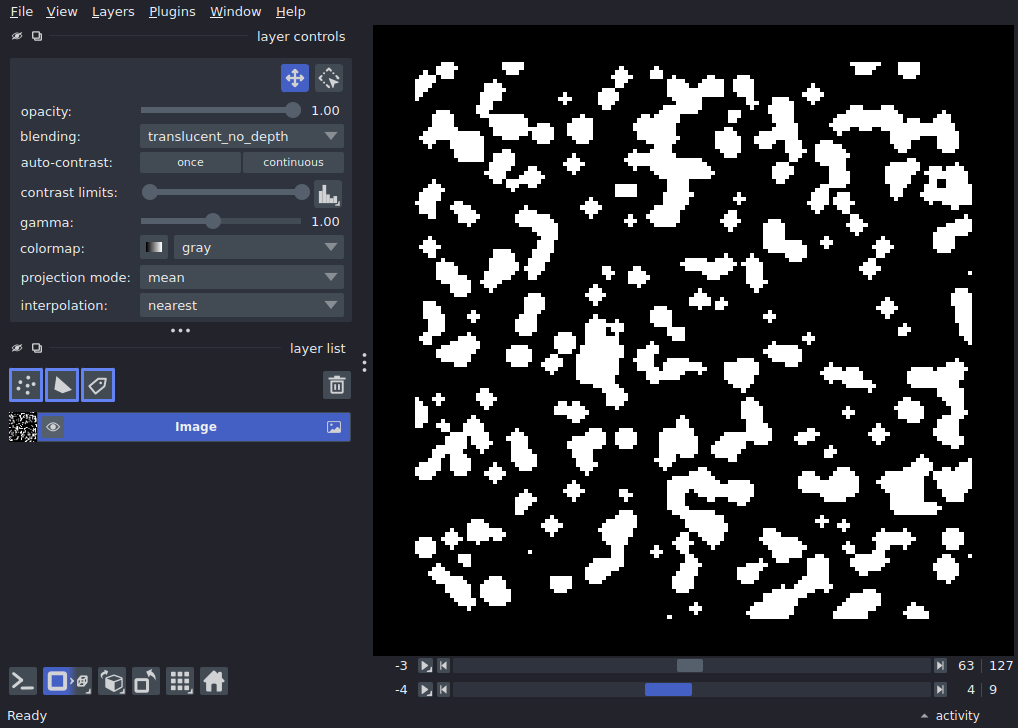 File View Layers Plugins Window Help
layer controls
opacity: 1.00
blending: translucent_no_depth
auto-contrast: once continuous
contrast limits:
gamma: 1.00
colormap: gray
projection mode: mean
interpolation: nearest
layer list
Image
-3 63 127
-4 4 9
Ready activity